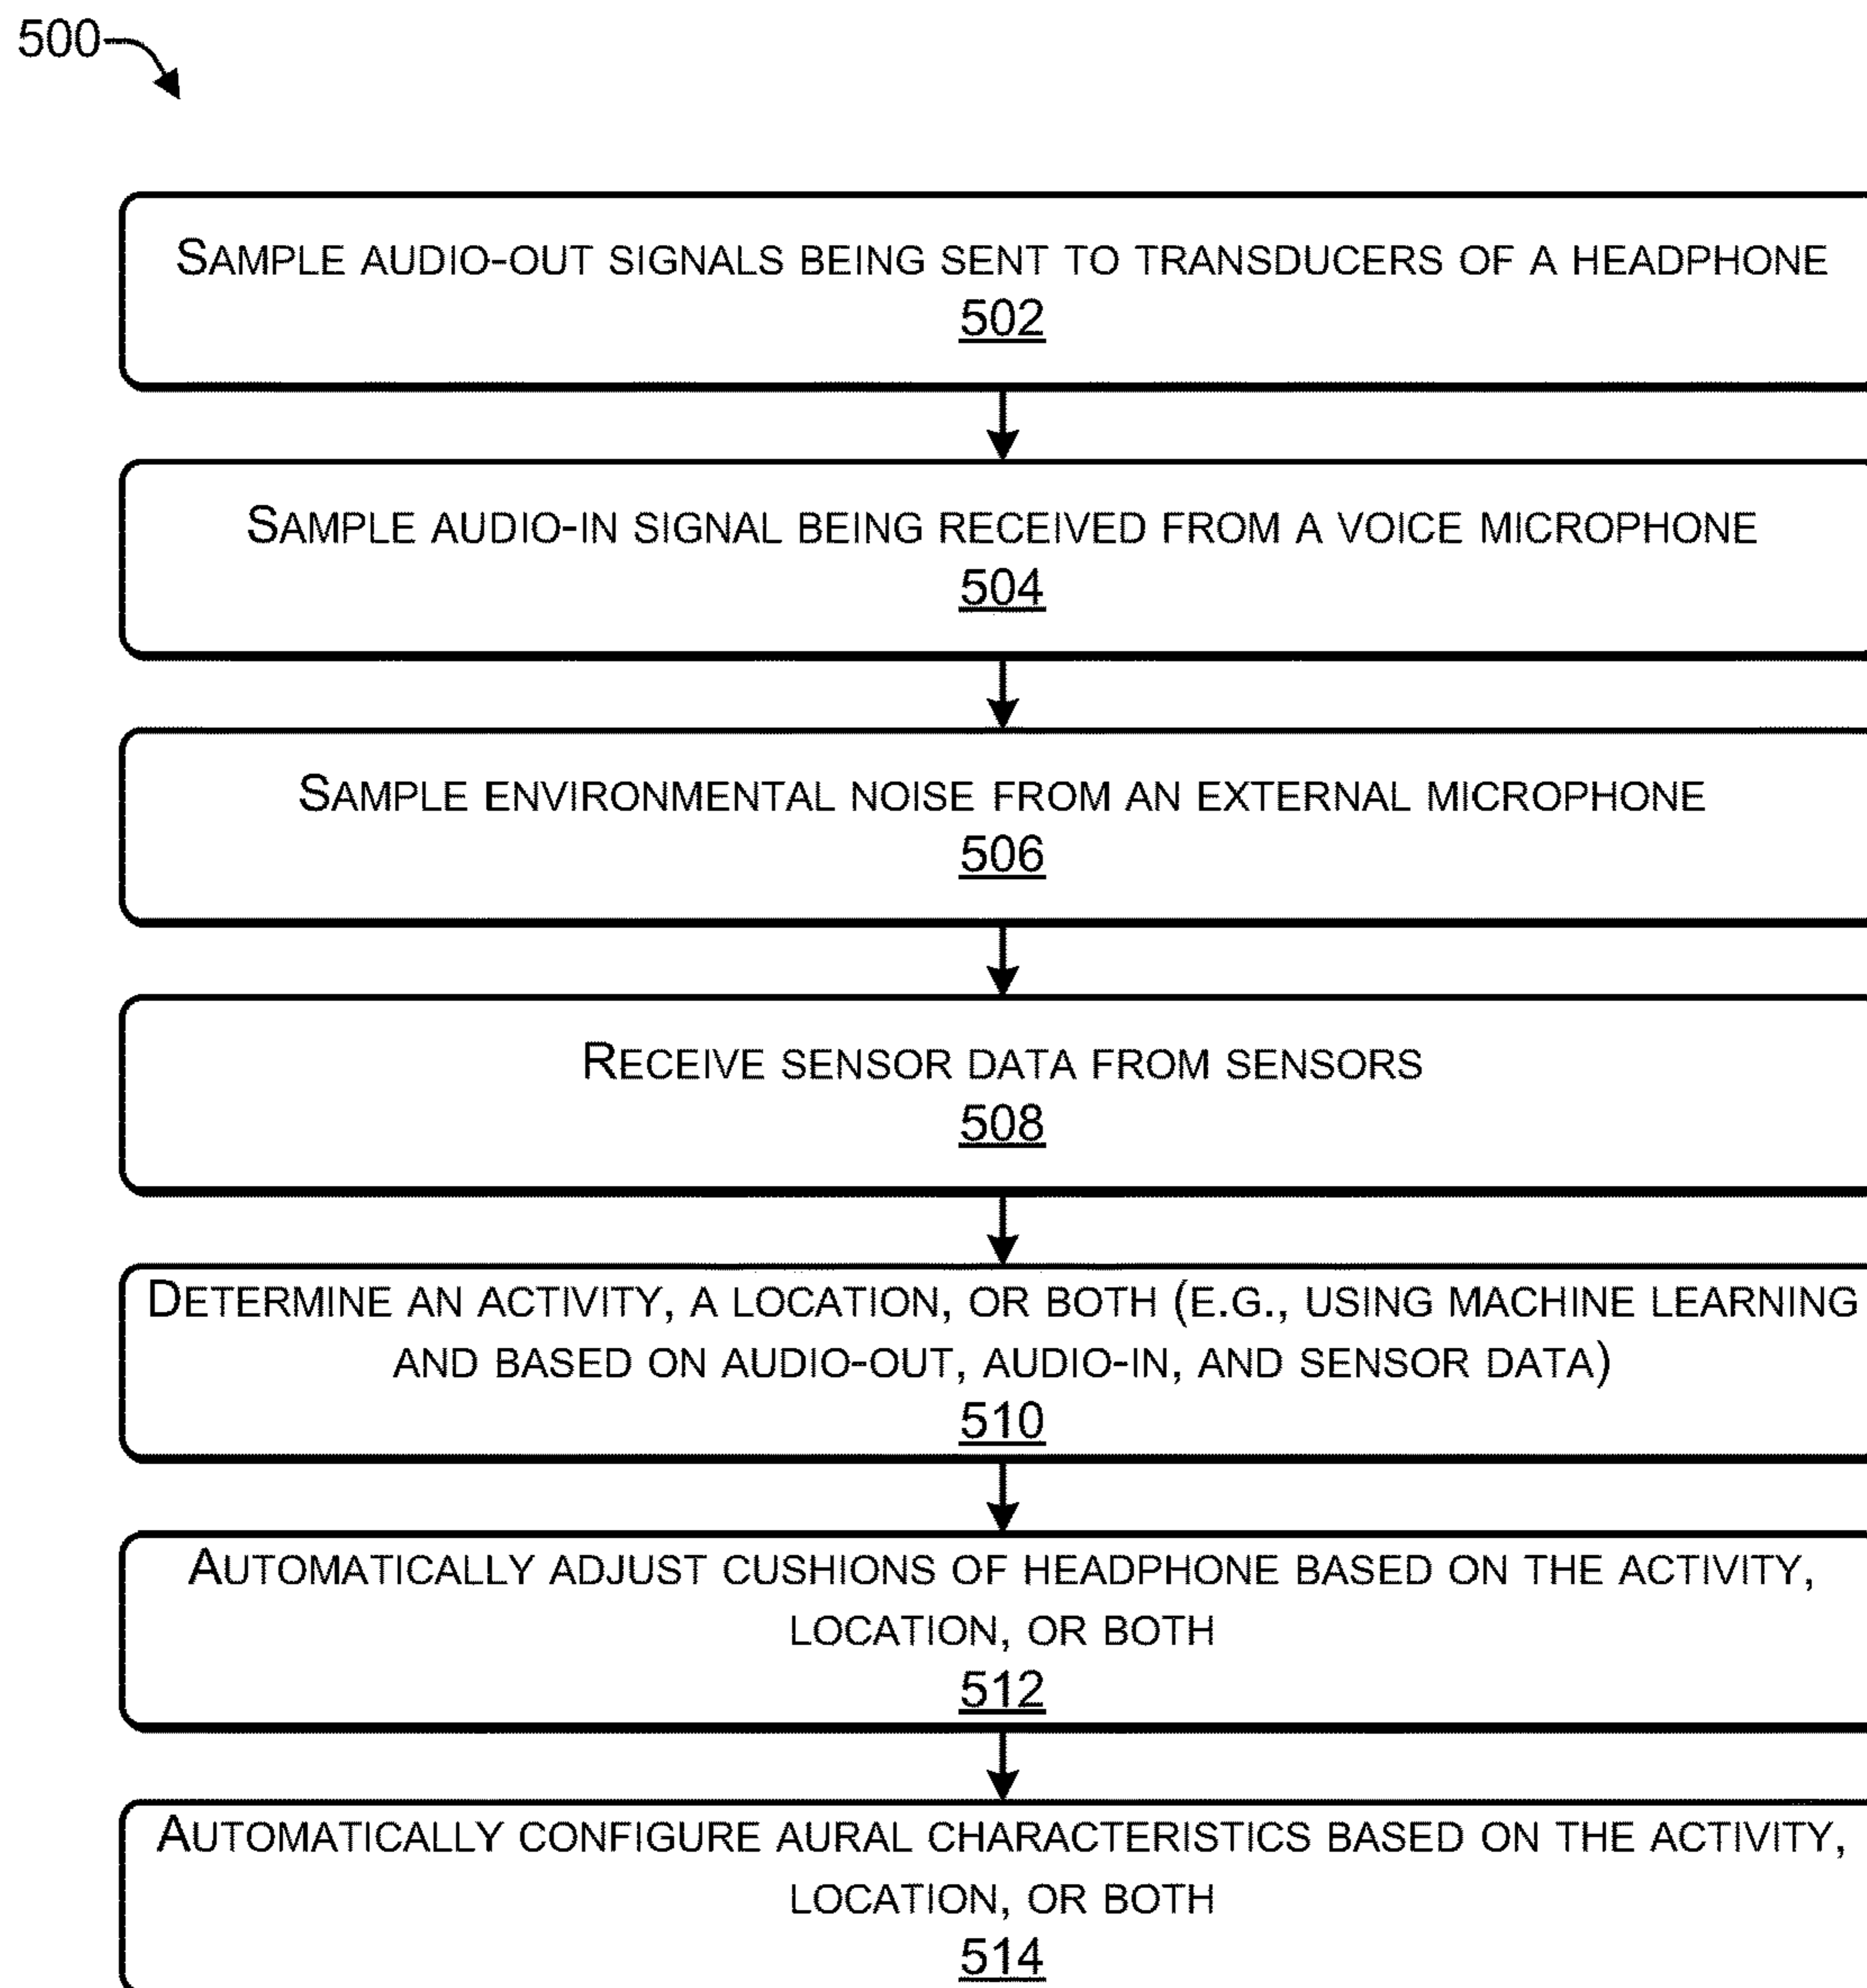 500
SAMPLE AUDIO-OUT SIGNALS BEING SENT TO TRANSDUCERS OF A HEADPHONE
502
SAMPLE AUDIO-IN SIGNAL BEING RECEIVED FROM A VOICE MICROPHONE
504
SAMPLE ENVIRONMENTAL NOISE FROM AN EXTERNAL MICROPHONE
506
RECEIVE SENSOR DATA FROM SENSORS
508
DETERMINE AN ACTIVITY, A LOCATION, OR BOTH (E.G., USING MACHINE LEARNING
AND BASED ON AUDIO-OUT, AUDIO-IN, AND SENSOR DATA)
510
AUTOMATICALLY ADJUST CUSHIONS OF HEADPHONE BASED ON THE ACTIVITY,
LOCATION, OR BOTH
512
AUTOMATICALLY CONFIGURE AURAL CHARACTERISTICS BASED ON THE ACTIVITY,
LOCATION, OR BOTH
514